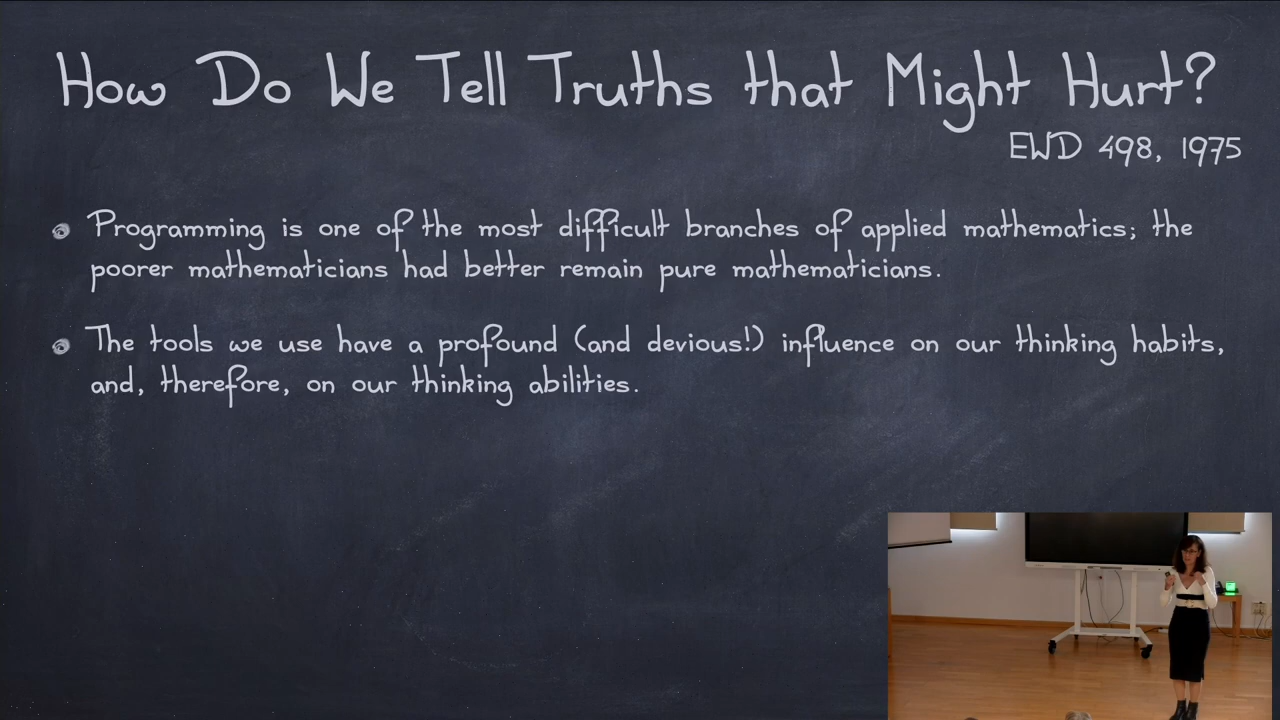 How Do We Tell Truths that Might Hurt?
EWD 498, 1975
Programming is one of the most difficult branches of applied mathematics; the
poorer mathematicians had better remain pure mathematicians.
The tools we use have a profound (and devious!) influence on our thinking habits,
and, therefore, on our thinking abilities.